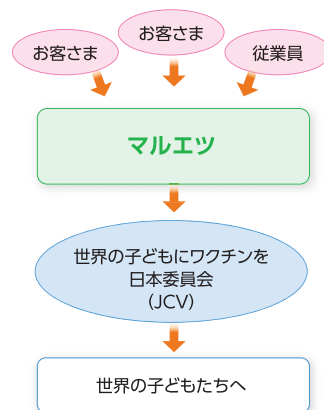 お客さま
お客さま
従業員
マルエツ
世界の子どもにワクチンを
日本委員会
（JCV）
世界の子どもたちへ